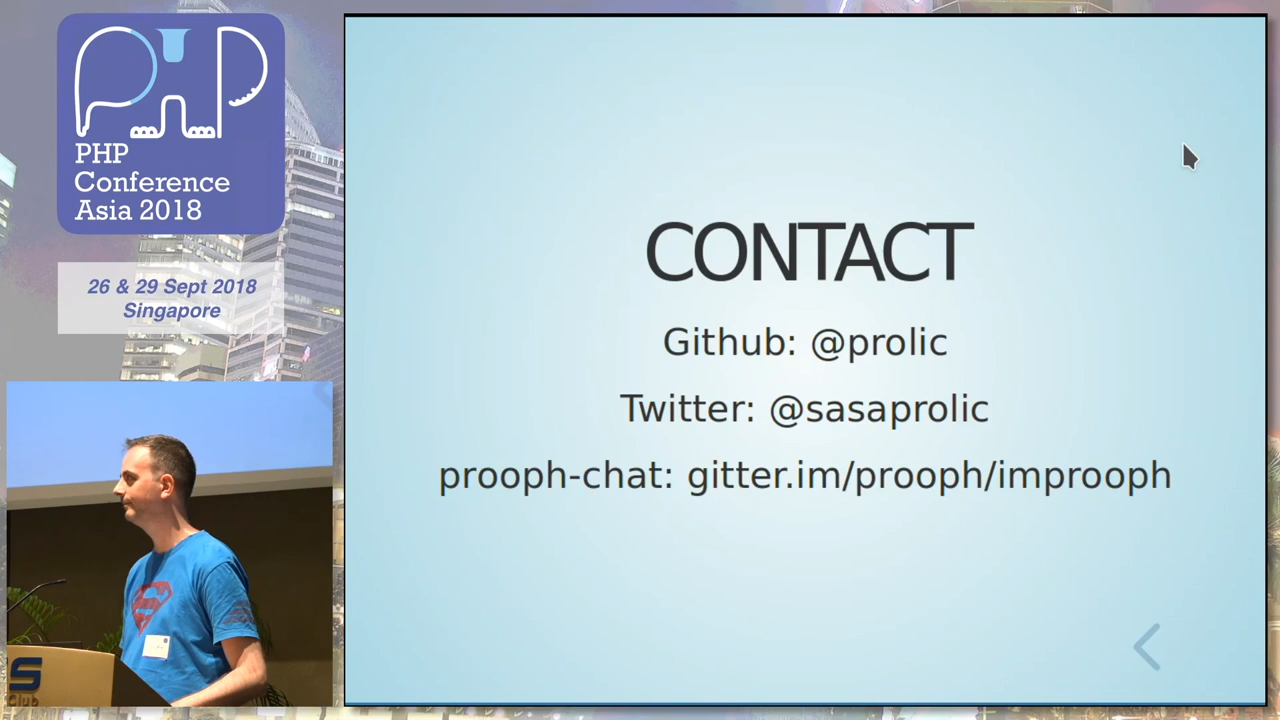 PHP
Conference
Asia 2018
26 & 29 Sept 2018
Singapore
CONTACT
Github: @prolic
Twitter: @sasaprolic
prooph-chat: gitter.im/prooph/improoph
S
Club